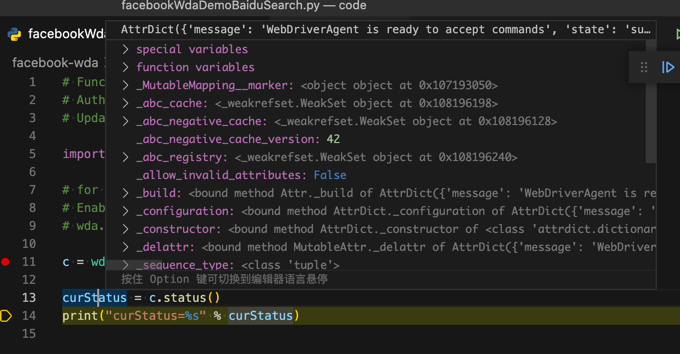 facebookWdaDemoBaiduSearch.py — code
facebookWd
AttrDict({'message': 'WebDriverAgent is ready to accept commands', 'state': 'su...
facebook-wda
> special variables
> function variables
> _MutableMapping__marker: <object object at 0x107193050>
> _abc_cache: <_weakrefset.WeakSet object at 0x108196198>
> _abc_negative_cache: <_weakrefset.WeakSet object at 0x108196128>
_abc_negative_cache_version: 42
> _abc_registry: <_weakrefset.WeakSet object at 0x108196240>
_allow_invalid_attributes: False
> _build: <bound method Attr._build of AttrDict({'message': 'WebDriverAgent is re
> _configuration: <bound method AttrDict._configuration of AttrDict({'message': '
> _constructor: <bound method AttrDict._constructor of <class 'attrdict.dictionar
> _delattr: <bound method MutableAttr._delattr of AttrDict({'message': 'WebDriver
> _sequence_type: <class 'tuple'>
按住 Option 键可切换到编辑器语言悬停
1 # Func
2 # Auth
3 # Upda
4
5 import
6
7 # for
8 # Enab
9 # wda.
10
11 c = wd
12
13 curStatus = c.status()
14 print("curStatus=%s" % curStatus)
15